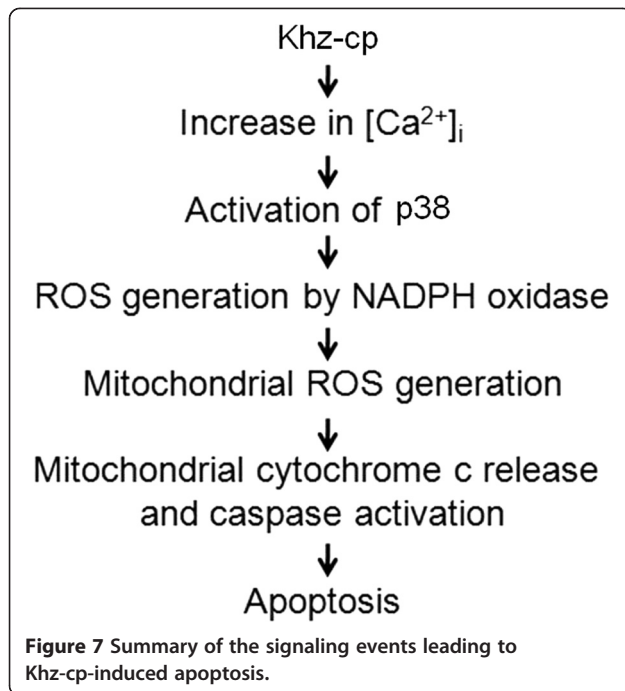 Khz-cp
↓
Increase in [Ca²⁺]ᵢ
↓
Activation of p38
↓
ROS generation by NADPH oxidase
↓
Mitochondrial ROS generation
↓
Mitochondrial cytochrome c release
and caspase activation
↓
Apoptosis
Figure 7 Summary of the signaling events leading to
Khz-cp-induced apoptosis.